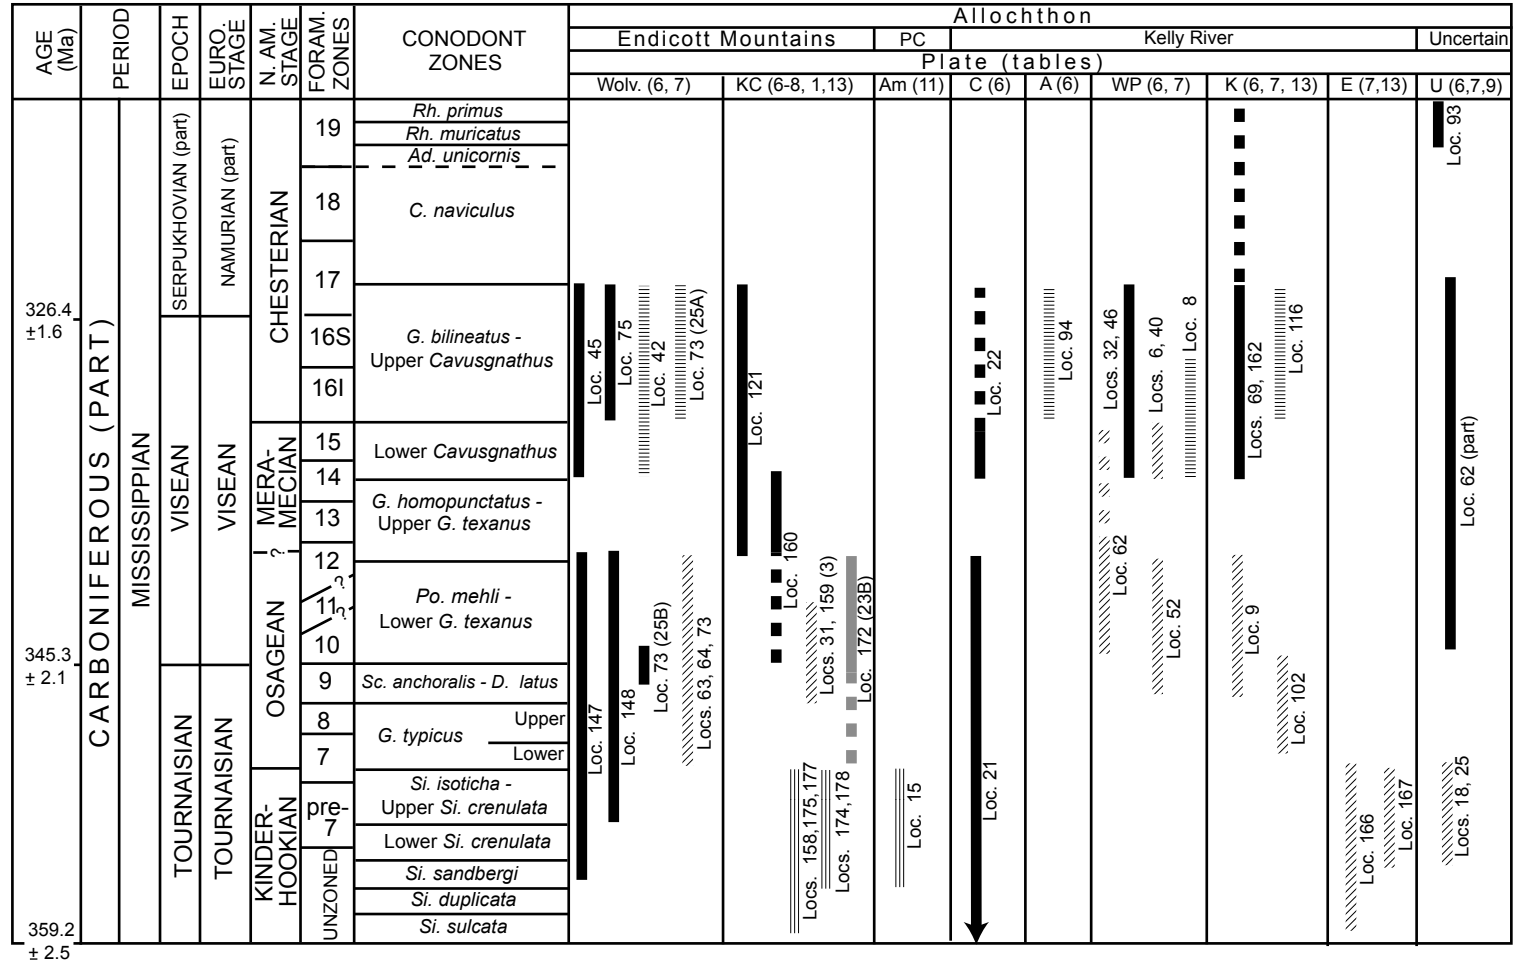 Allochthon
AGE
(Ma)
PERIOD
EPOCH
EURO.
STAGE
N. AM.
STAGE
FORAM.
ZONES
CONODONT
ZONES
Endicott Mountains
PC
Kelly River
Uncertain
Plate (tables)
Wolv. (6, 7)
KC (6-8, 1,13)
Am (11)
C (6)
A (6)
WP (6, 7)
K (6, 7, 13)
E (7,13)
U (6,7,9)
326.4
±1.6
345.3
± 2.1
359.2
± 2.5
CARBONIFEROUS (PART)
MISSISSIPPIAN
SERPUKHOVIAN (part)
VISEAN
TOURNAISIAN
NAMURIAN (part)
VISEAN
TOURNAISIAN
CHESTERIAN
MERA-
MECIAN
?
OSAGEAN
KINDER-
HOOKIAN
19
18
17
16S
16I
15
14
13
12
?
11
?
10
9
8
7
pre-
7
UNZONED
Rh. primus
Rh. muricatus
Ad. unicornis
C. naviculus
G. bilineatus -
Upper Cavusgnathus
Lower Cavusgnathus
G. homopunctatus -
Upper G. texanus
Po. mehli -
Lower G. texanus
Sc. anchoralis - D. latus
G. typicus
Upper
Lower
Si. isoticha -
Upper Si. crenulata
Lower Si. crenulata
Si. sandbergi
Si. duplicata
Si. sulcata
Loc. 45
Loc. 75
Loc. 42
Loc. 73 (25A)
Loc. 147
Loc. 148
Loc. 73 (25B)
Locs. 63, 64, 73
Loc. 121
Loc. 160
Locs. 31, 159 (3)
Loc. 172 (23B)
Locs. 158,175,177
Locs. 174,178
Loc. 15
Loc. 22
Loc. 21
Loc. 94
Locs. 32, 46
Locs. 6, 40
Loc. 8
Loc. 62
Loc. 52
Locs. 69, 162
Loc. 116
Loc. 9
Loc. 102
Loc. 166
Loc. 167
Loc. 93
Loc. 62 (part)
Locs. 18, 25